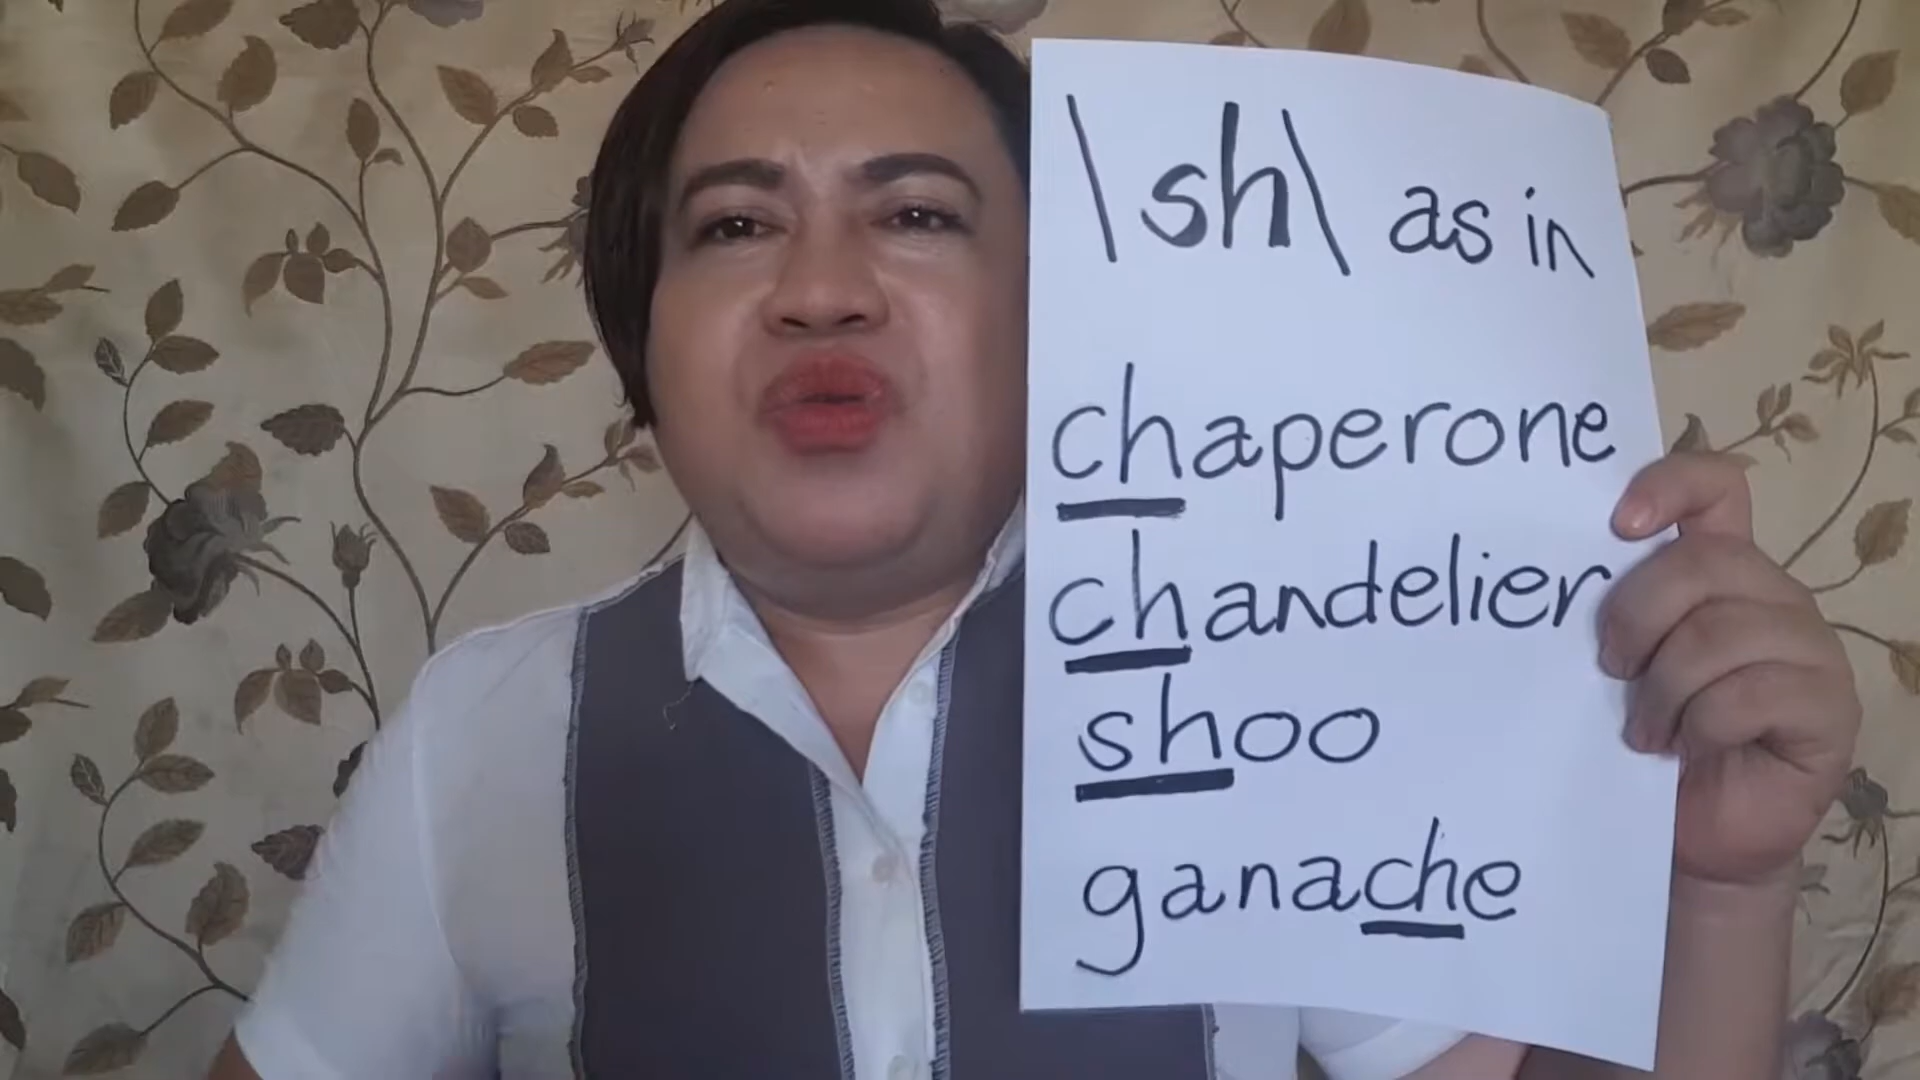 \sh\ as in
chaperone
chandelier
shoo
ganache